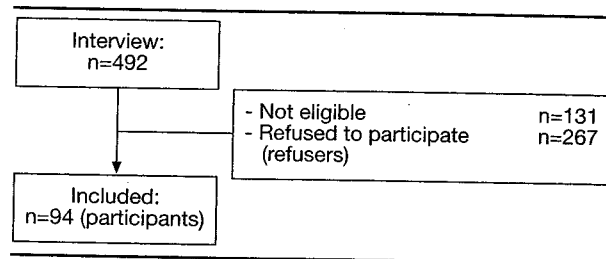 Interview:
n=492
- Not eligible n=131
- Refused to participate n=267
(refusers)
Included:
n=94 (participants)